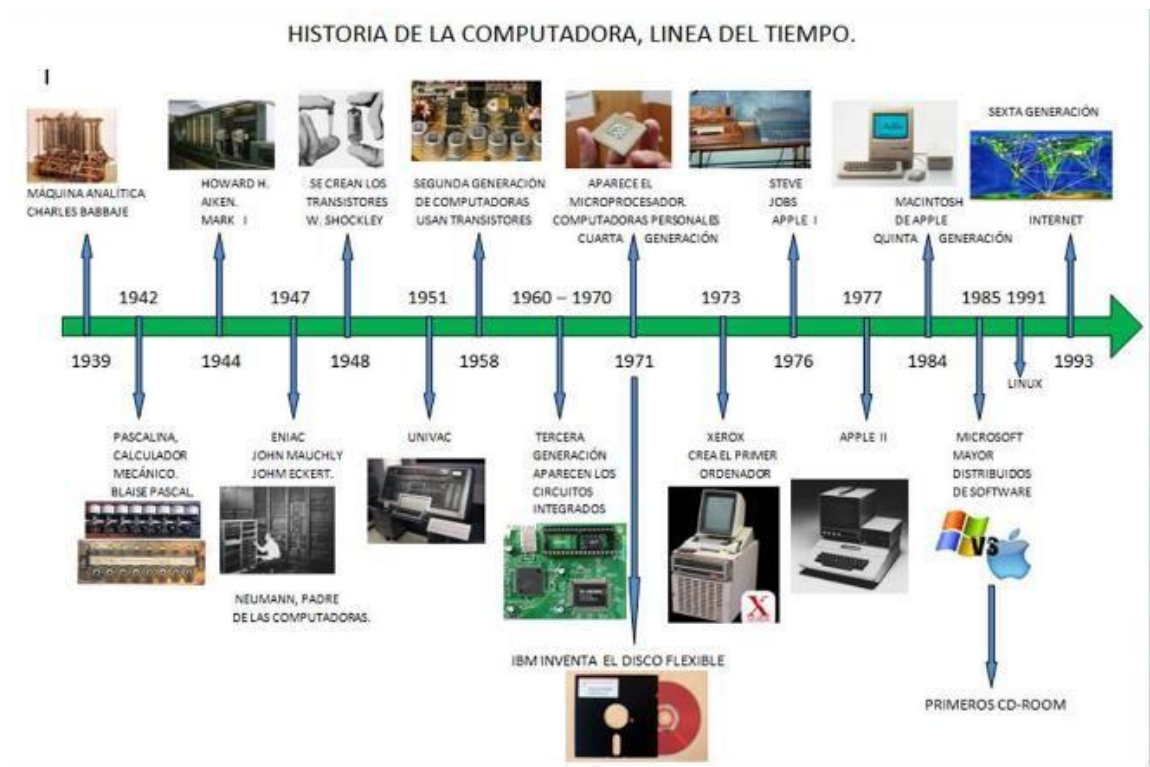 HISTORIA DE LA COMPUTADORA, LINEA DEL TIEMPO.
I
MÁQUINA ANALÍTICA
CHARLES BABBAJE
HOWARD H.
AIKEN.
MARK I
SE CREAN LOS
TRANSISTORES
W. SHOCKLEY
SEGUNDA GENERACIÓN
DE COMPUTADORAS
USAN TRANSISTORES
APARECE EL
MICROPROCESADOR.
COMPUTADORAS PERSONALES
CUARTA GENERACIÓN
STEVE
JOBS
APPLE I
MACINTOSH
DE APPLE
QUINTA GENERACIÓN
SEXTA GENERACIÓN
INTERNET
1942
1947
1951
1960 – 1970
1973
1977
1985
1991
1939
1944
1948
1958
1971
1976
1984
1993
LINUX
PASCALINA,
CALCULADOR
MECÁNICO.
BLAISE PASCAL.
ENIAC
JOHN MAUCHLY
JOHM ECKERT.
NEUMANN, PADRE
DE LAS COMPUTADORAS.
UNIVAC
TERCERA
GENERACIÓN
APARECEN LOS
CIRCUITOS
INTEGRADOS
IBM INVENTA EL DISCO FLEXIBLE
XEROX
CREA EL PRIMER
ORDENADOR
X
APPLE II
MICROSOFT
MAYOR
DISTRIBUIDOS
DE SOFTWARE
VS
PRIMEROS CD-ROOM